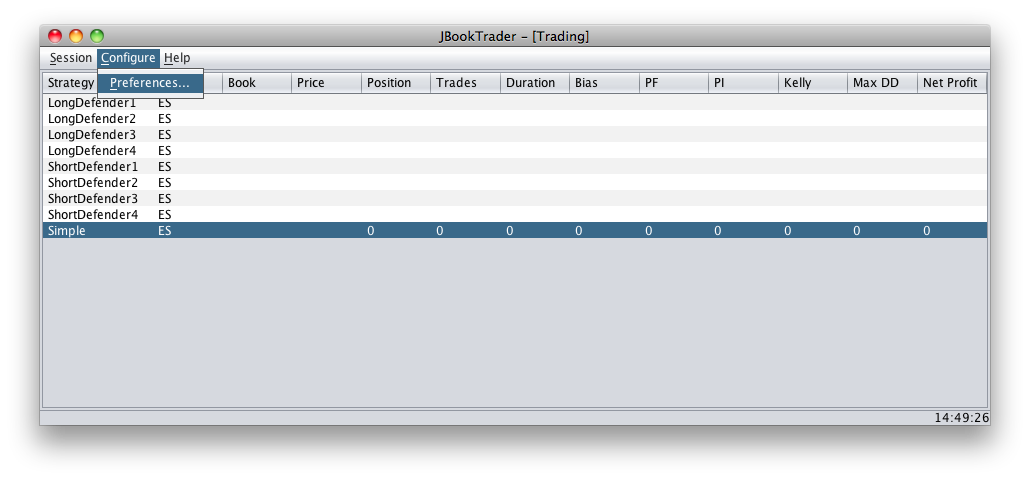 JBookTrader – [Trading]
Session Configure Help
Strategy Preferences... Book Price Position Trades Duration Bias PF PI Kelly Max DD Net Profit
LongDefender1 ES
LongDefender2 ES
LongDefender3 ES
LongDefender4 ES
ShortDefender1 ES
ShortDefender2 ES
ShortDefender3 ES
ShortDefender4 ES
Simple ES 0 0 0 0 0 0 0 0 0
14:49:26